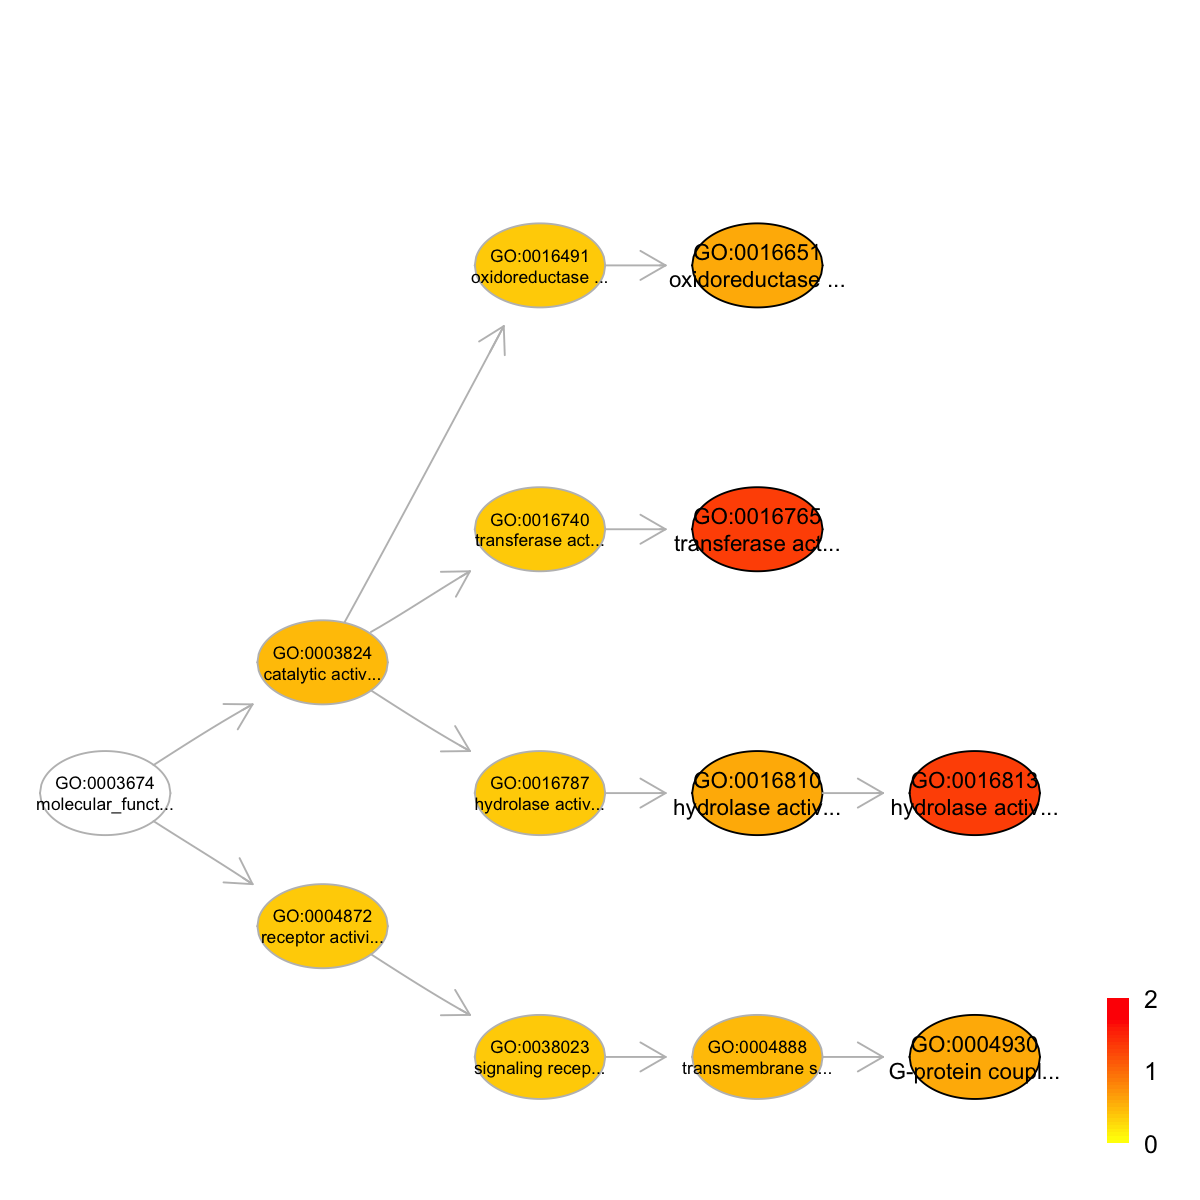 GO:0016491
oxidoreductase ...
GO:0016651
oxidoreductase ...
GO:0016740
transferase act...
GO:0016765
transferase act...
GO:0003824
catalytic activ...
GO:0003674
molecular_funct...
GO:0016787
hydrolase activ...
GO:0016810
hydrolase activ...
GO:0016813
hydrolase activ...
GO:0004872
receptor activi...
GO:0038023
signaling recep...
GO:0004888
transmembrane s...
GO:0004930
G-protein coupl...
2
1
0